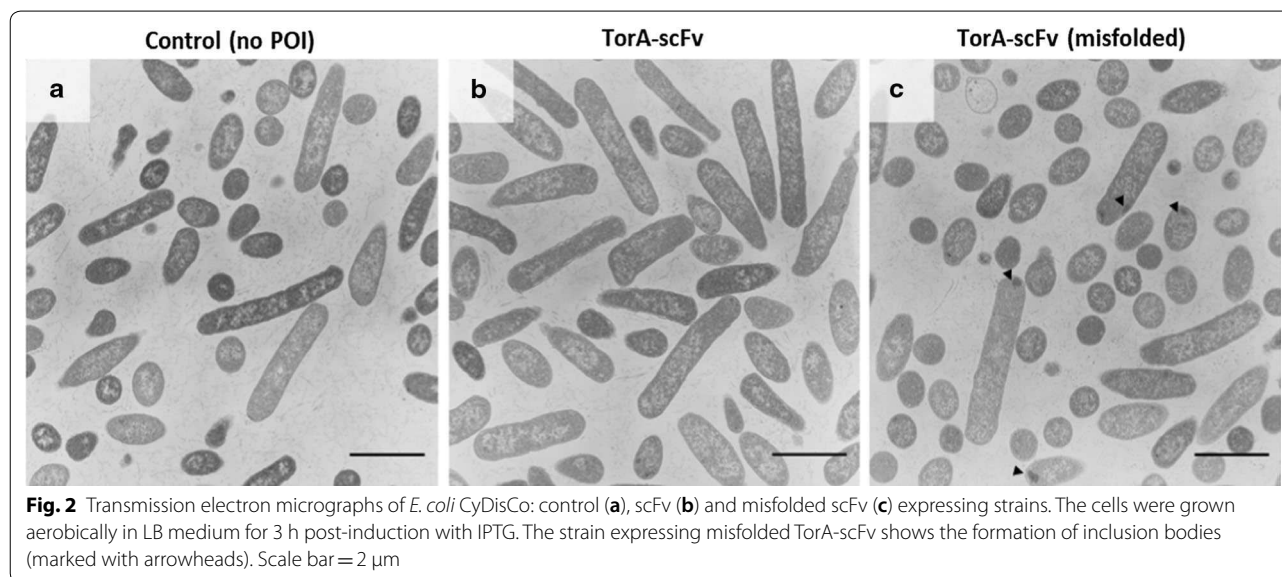 Control (no POI)
TorA-scFv
TorA-scFv (misfolded)
a
b
c
Fig. 2 Transmission electron micrographs of E. coli CyDisCo: control (a), scFv (b) and misfolded scFv (c) expressing strains. The cells were grown
aerobically in LB medium for 3 h post-induction with IPTG. The strain expressing misfolded TorA-scFv shows the formation of inclusion bodies
(marked with arrowheads). Scale bar = 2 μm